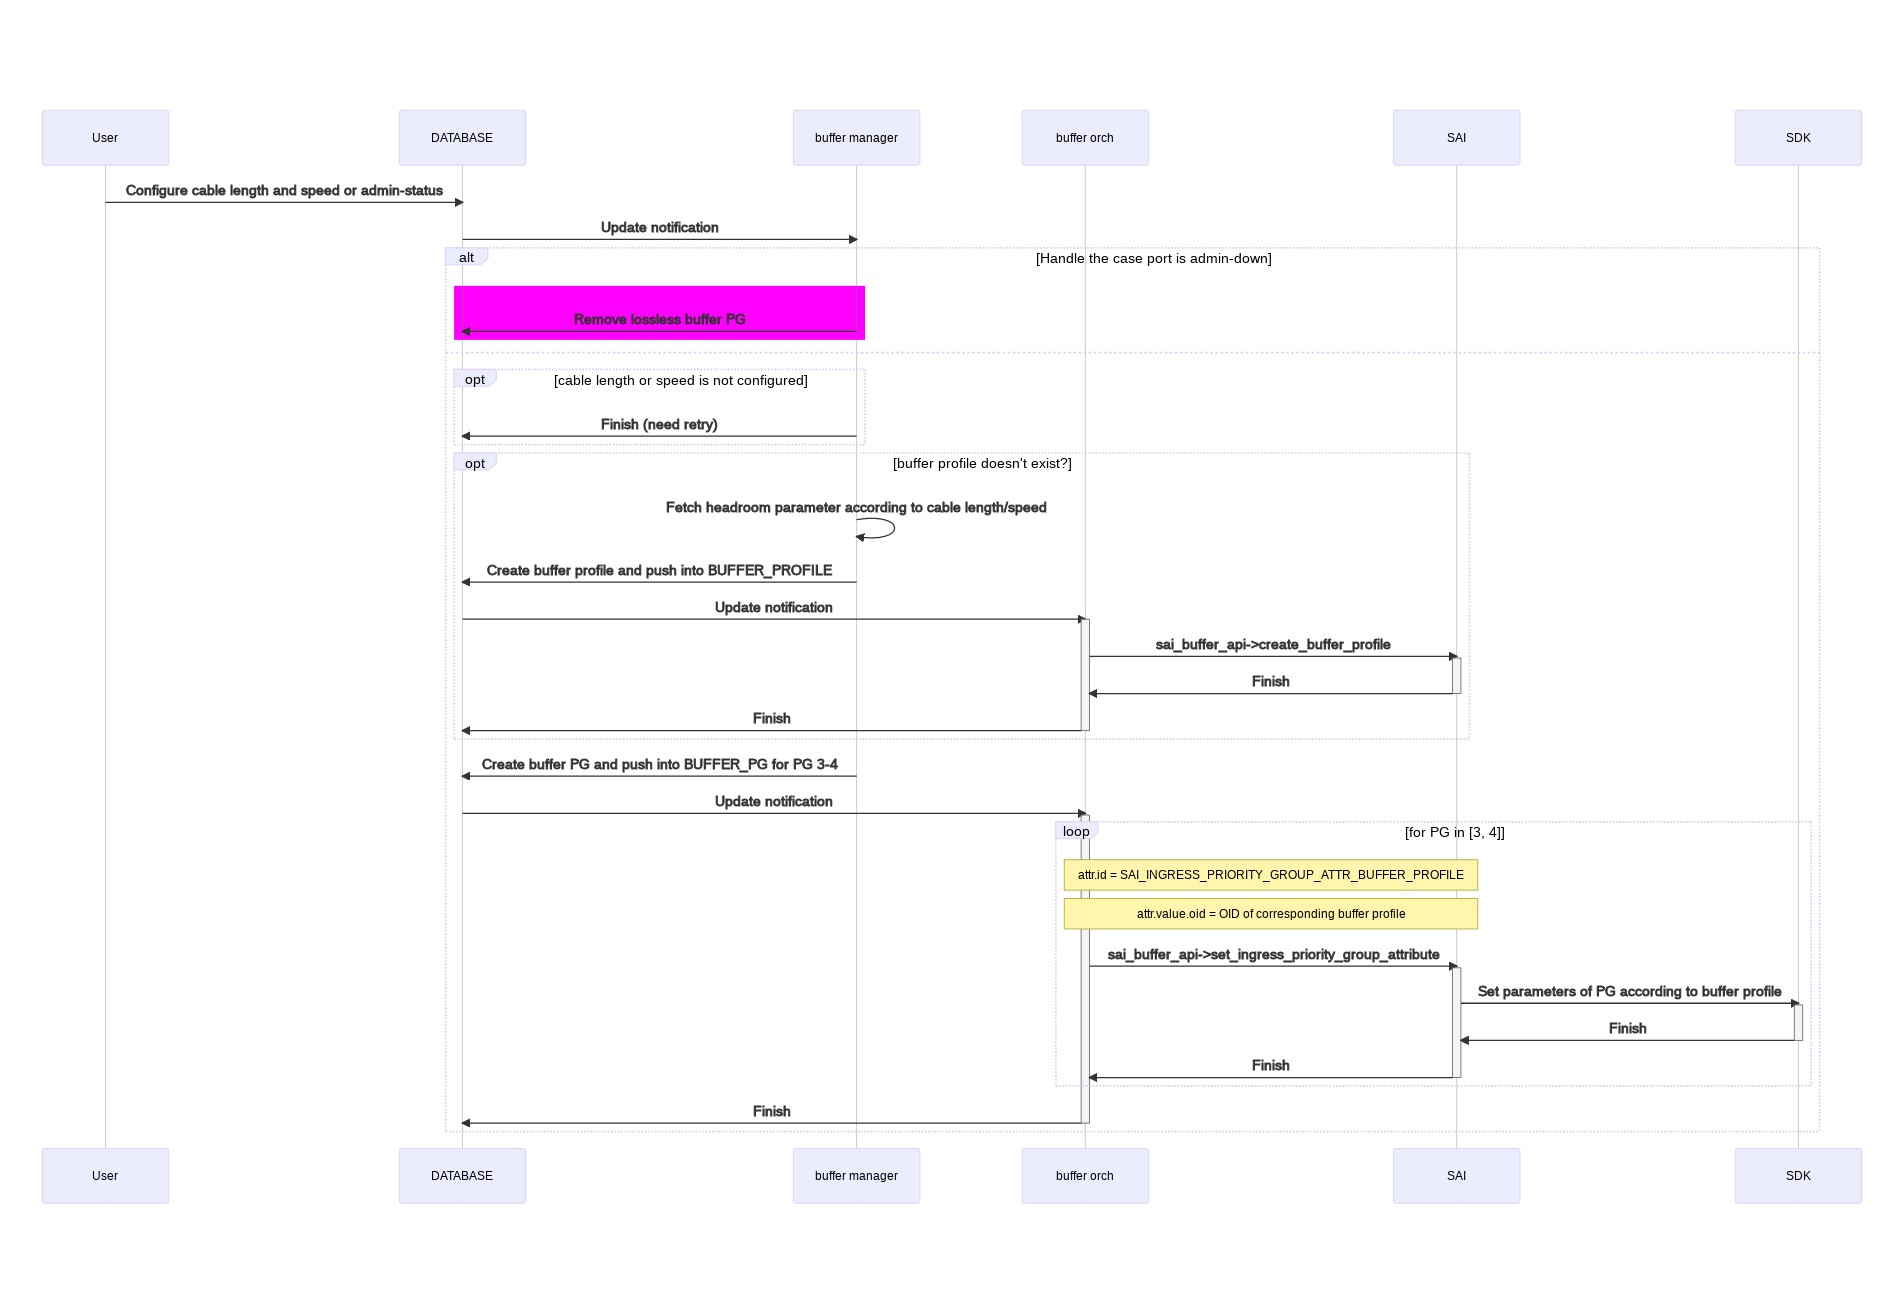 User
DATABASE
buffer manager
buffer orch
SAI
SDK
Configure cable length and speed or admin-status
Update notification
alt
[Handle the case port is admin-down]
Remove lossless buffer PG
opt
[cable length or speed is not configured]
Finish (need retry)
opt
[buffer profile doesn't exist?]
Fetch headroom parameter according to cable length/speed
Create buffer profile and push into BUFFER_PROFILE
Update notification
sai_buffer_api->create_buffer_profile
Finish
Finish
Create buffer PG and push into BUFFER_PG for PG 3-4
Update notification
loop
[for PG in [3, 4]]
attr.id = SAI_INGRESS_PRIORITY_GROUP_ATTR_BUFFER_PROFILE
attr.value.oid = OID of corresponding buffer profile
sai_buffer_api->set_ingress_priority_group_attribute
Set parameters of PG according to buffer profile
Finish
Finish
Finish
User
DATABASE
buffer manager
buffer orch
SAI
SDK